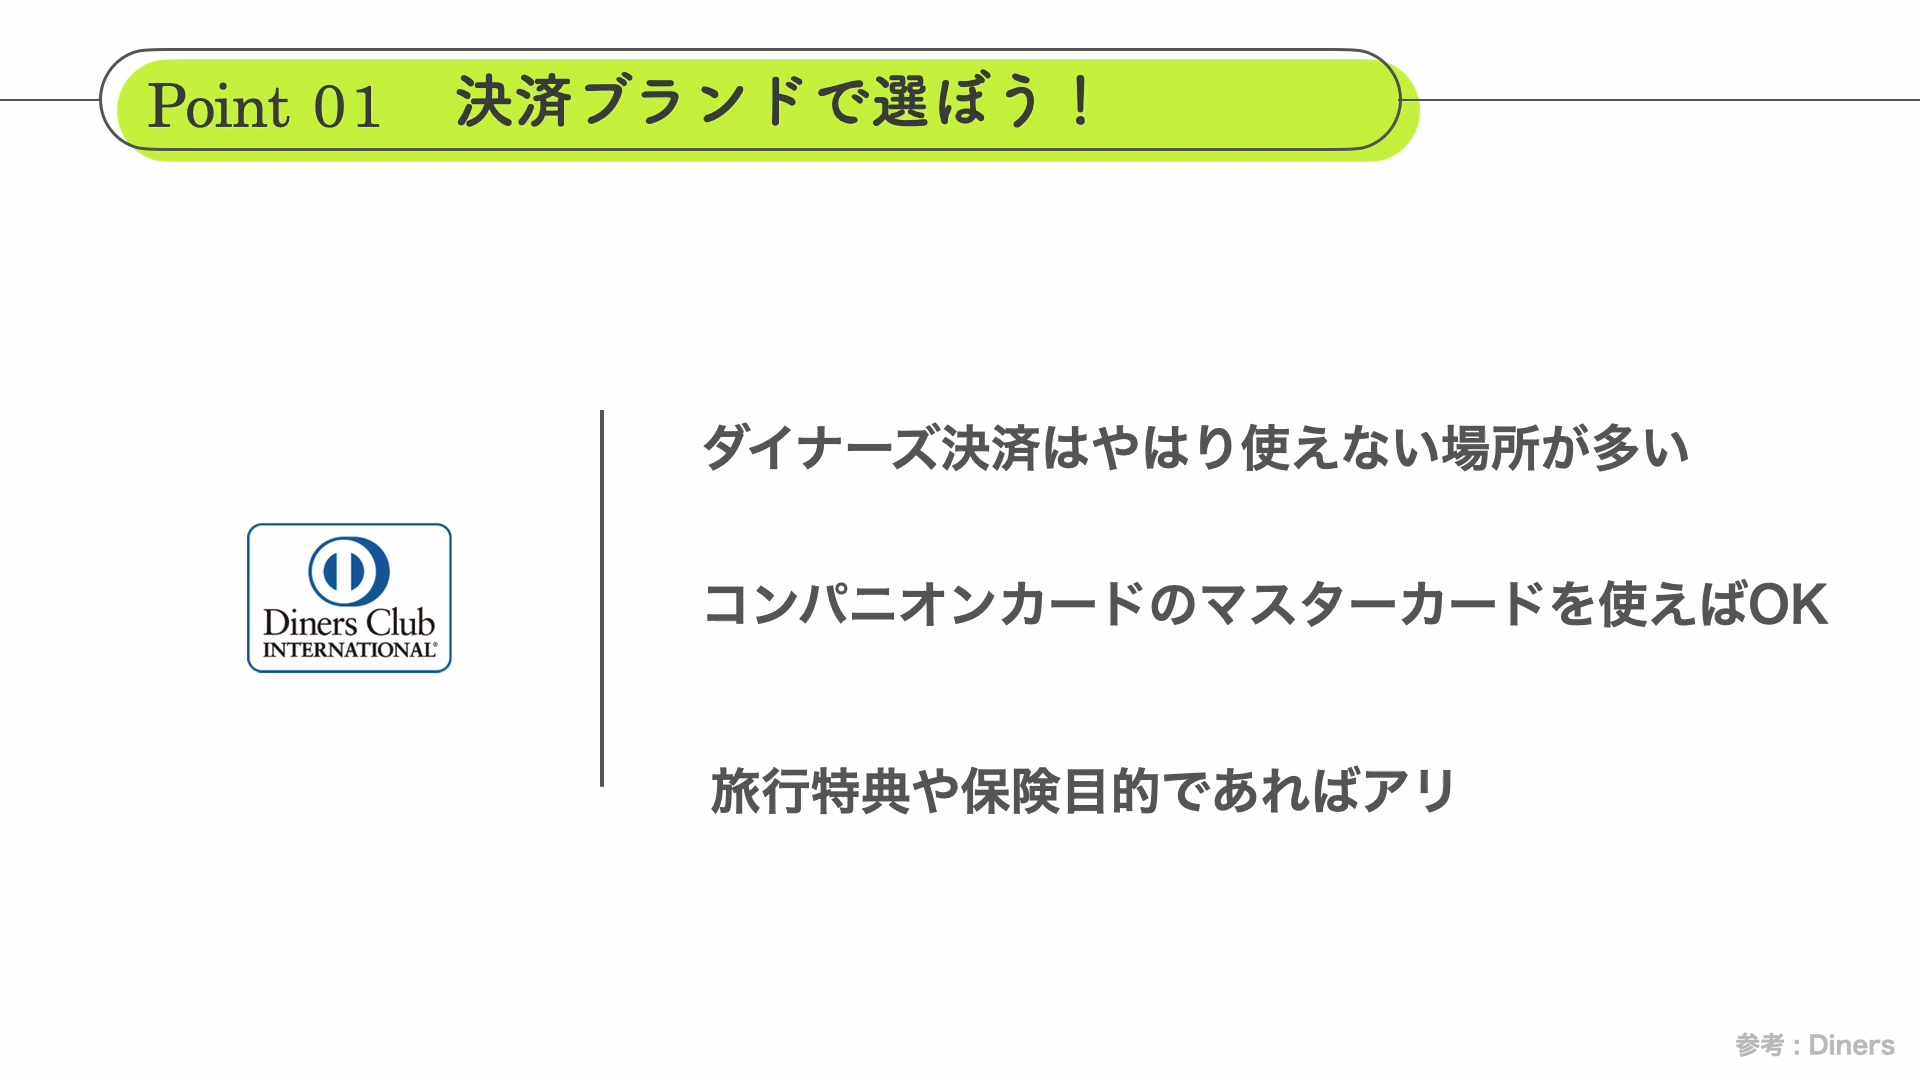 Point 01 決済ブランドで選ぼう！
ダイナーズ決済はやはり使えない場所が多い
Diners Club
INTERNATIONAL®
コンパニオンカードのマスターカードを使えばOK
旅行特典や保険目的であればアリ
参考：Diners